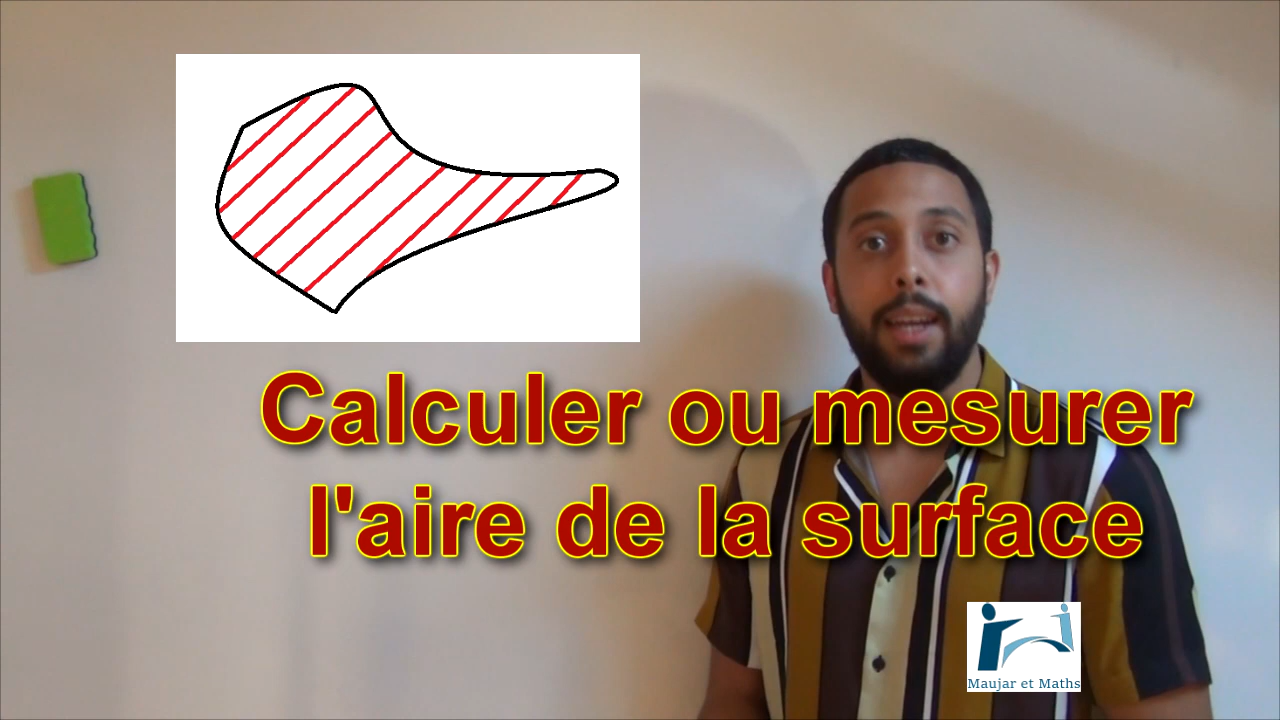 Calculer ou mesurer
l'aire de la surface
Maujar et Maths